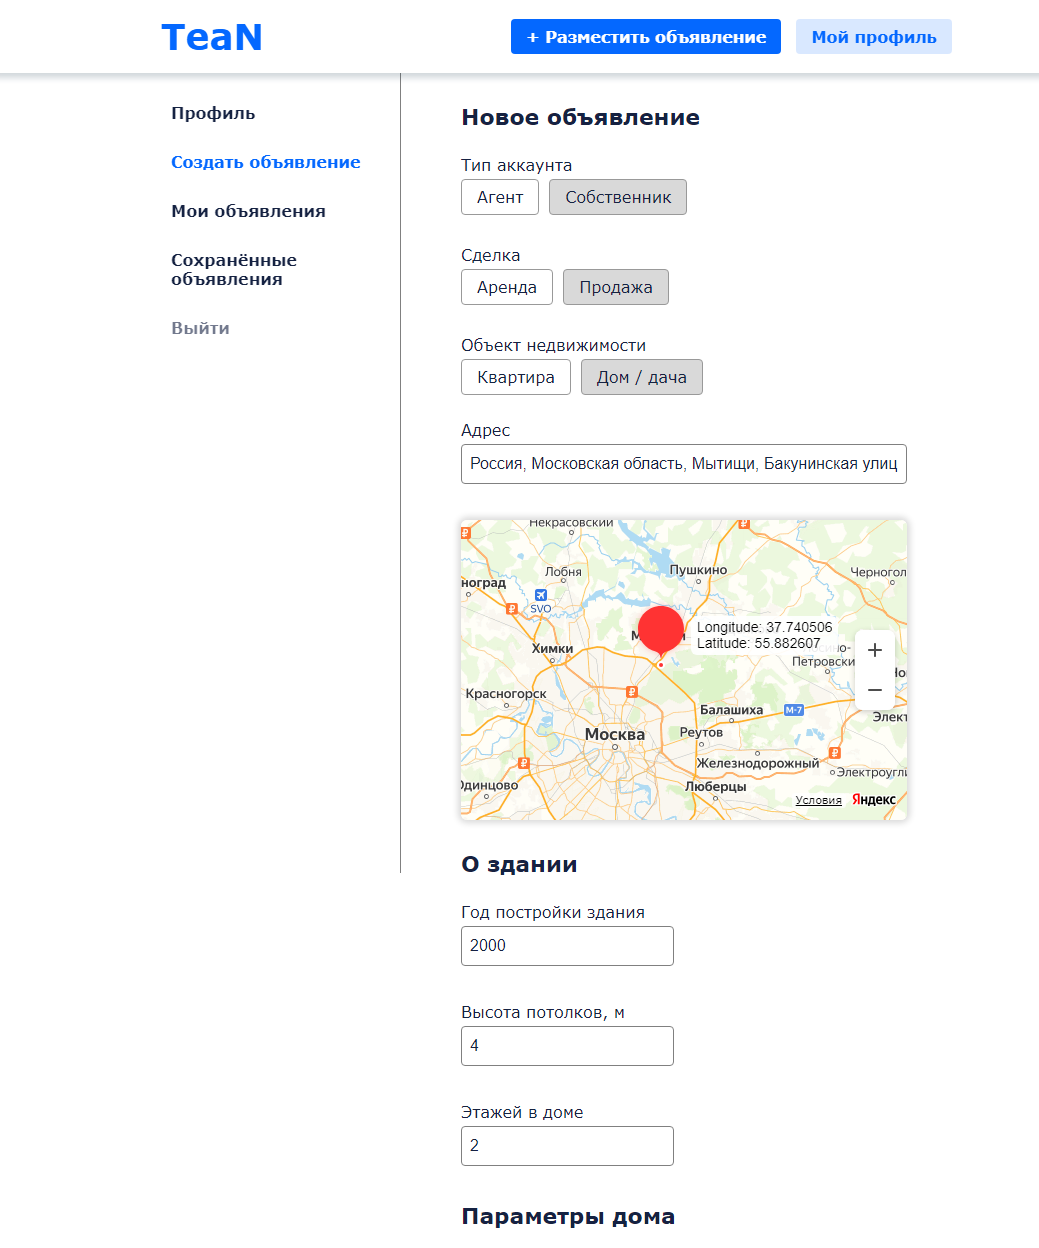 TeaN
+ Разместить объявление
Мой профиль
Профиль
Создать объявление
Мои объявления
Сохранённые
объявления
Выйти
Новое объявление
Тип аккаунта
Агент
Собственник
Сделка
Аренда
Продажа
Объект недвижимости
Квартира
Дом / дача
Адрес
Россия, Московская область, Мытищи, Бакунинская улиц
Некрасовский
Лобня
Пушкино
Черногол
ноград
SVO
Longitude: 37.740506
Latitude: 55.882607
Химки
Петровски
Красногорск
Балашиха
М-7
Элект
Москва
Реутов
Железнодорожный
Электроугли
Одинцово
Люберцы
Условия
Яндекс
+
−
О здании
Год постройки здания
2000
Высота потолков, м
4
Этажей в доме
2
Параметры дома